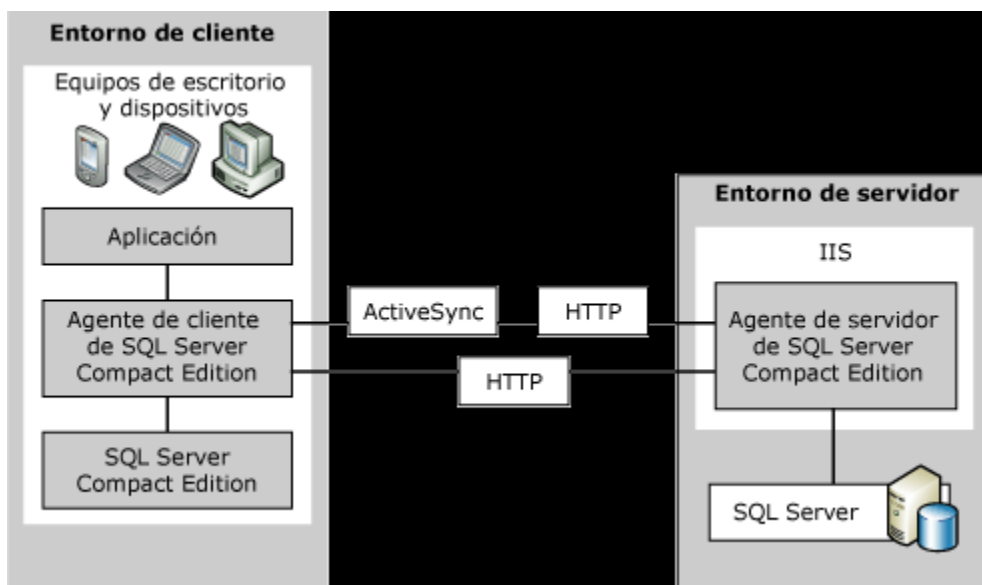 Entorno de cliente
Equipos de escritorio
y dispositivos
Aplicación
Agente de cliente
de SQL Server
Compact Edition
SQL Server
Compact Edition
ActiveSync
HTTP
HTTP
Entorno de servidor
IIS
Agente de servidor
de SQL Server
Compact Edition
SQL Server